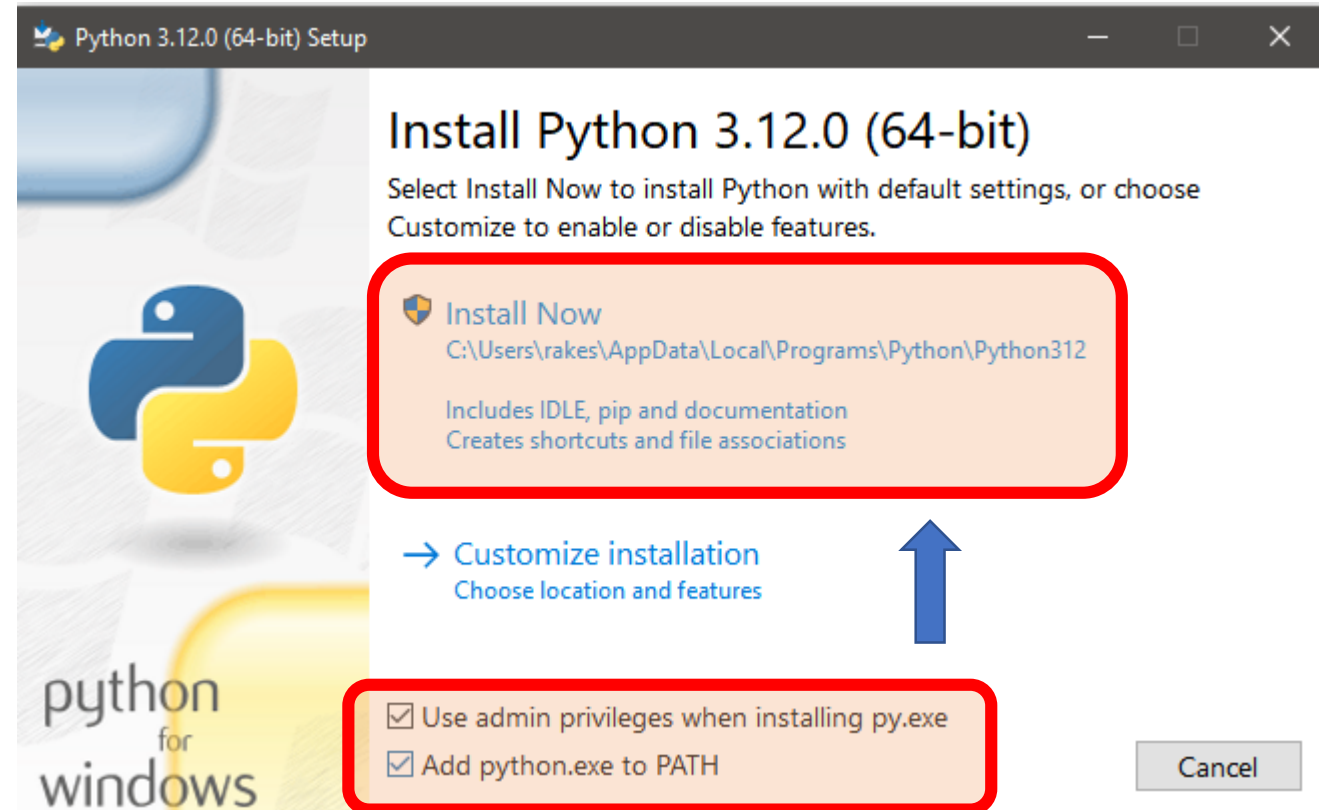 Python 3.12.0 (64-bit) Setup
Install Python 3.12.0 (64-bit)
Select Install Now to install Python with default settings, or choose
Customize to enable or disable features.
Install Now
C:\Users\rakes\AppData\Local\Programs\Python\Python312
Includes IDLE, pip and documentation
Creates shortcuts and file associations
Customize installation
Choose location and features
Use admin privileges when installing py.exe
Add python.exe to PATH
Cancel
python
for
windows